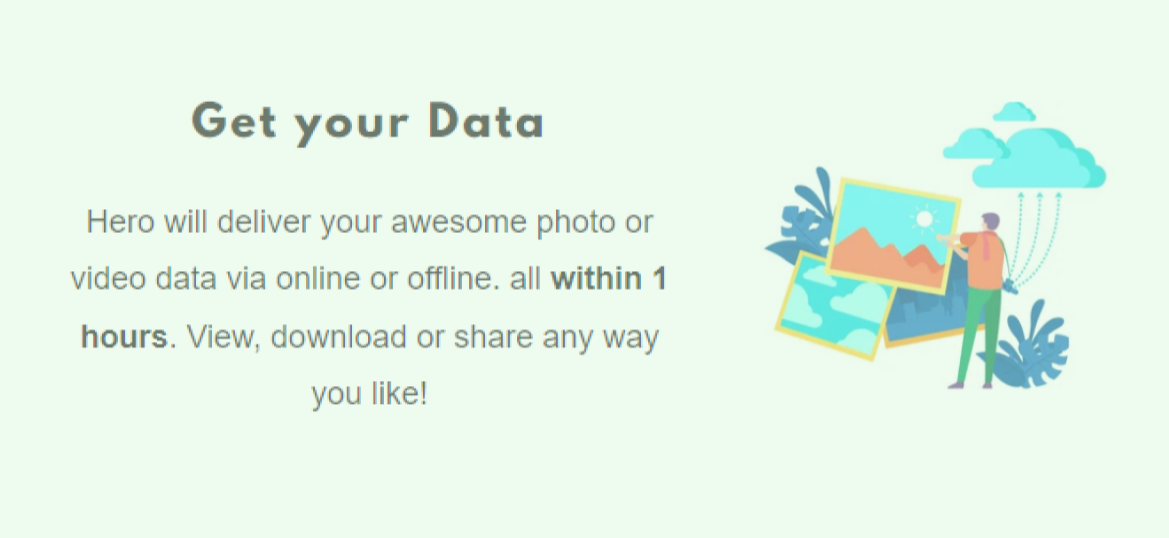 Get your Data
Hero will deliver your awesome photo or
video data via online or offline. all within 1
hours. View, download or share any way
you like!